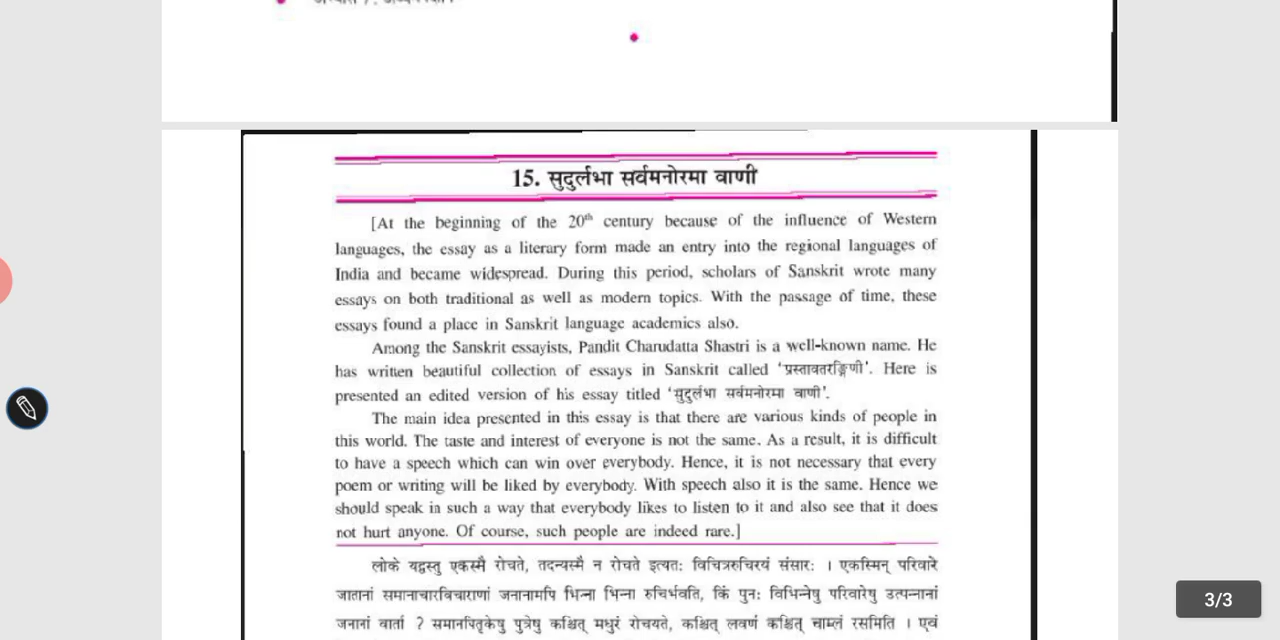 15. सुदुर्लभा सर्वमनोरमा वाणी
[At the beginning of the 20th century because of the influence of Western
languages, the essay as a literary form made an entry into the regional languages of
India and became widespread. During this period, scholars of Sanskrit wrote many
essays on both traditional as well as modern topics. With the passage of time, these
essays found a place in Sanskrit language academics also.
Among the Sanskrit essayists, Pandit Charudatta Shastri is a well-known name. He
has written beautiful collection of essays in Sanskrit called 'प्रस्तावतरङ्गिणी'. Here is
presented an edited version of his essay titled 'सुदुर्लभा सर्वमनोरमा वाणी'.
The main idea presented in this essay is that there are various kinds of people in
this world. The taste and interest of everyone is not the same. As a result, it is difficult
to have a speech which can win over everybody. Hence, it is not necessary that every
poem or writing will be liked by everybody. With speech also it is the same. Hence we
should speak in such a way that everybody likes to listen to it and also see that it does
not hurt anyone. Of course, such people are indeed rare.]
लोके यद्वस्तु एकस्मै रोचते, तदन्यस्मै न रोचते इत्यतः विचित्ररुचिरयं संसारः । एकस्मिन् परिवारे
जातानां समानाचारविचाराणां जनानामपि भिन्ना भिन्ना रुचिर्भवति, किं पुनः विभिन्नेषु परिवारेषु उत्पन्नानां
जनानां वार्ता ? समानपितृकेषु पुत्रेषु कश्चित् मधुरं रोचयते, कश्चित् लवणं कश्चित् चाम्लं रसमिति । एवं
3/3